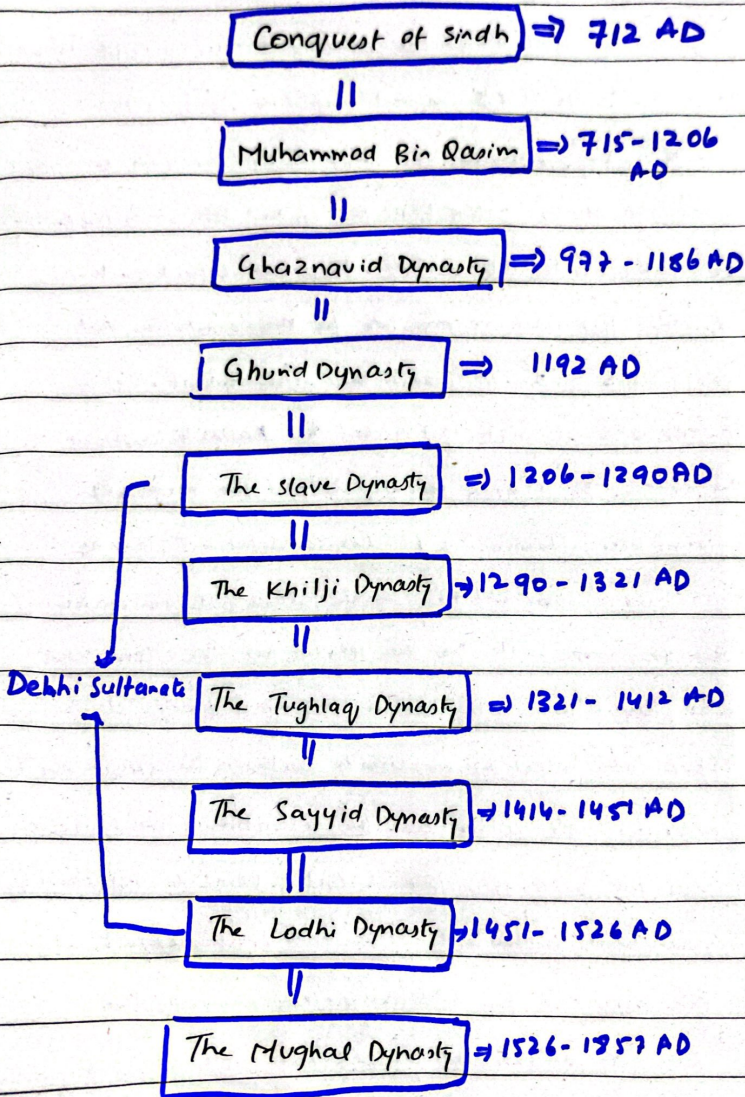 Conquest of Sindh => 712 AD
Muhammad Bin Qasim => 715-1206
AD
Ghaznavid Dynasty => 977 - 1186 AD
Ghurid Dynasty => 1192 AD
The slave Dynasty => 1206-1290 AD
The Khilji Dynasty → 1290 - 1321 AD
Delhi Sultanate
The Tughlaq Dynasty => 1321 - 1412 AD
The Sayyid Dynasty => 1414-1451 AD
The Lodhi Dynasty → 1451- 1526 AD
The Mughal Dynasty => 1526-1857 AD